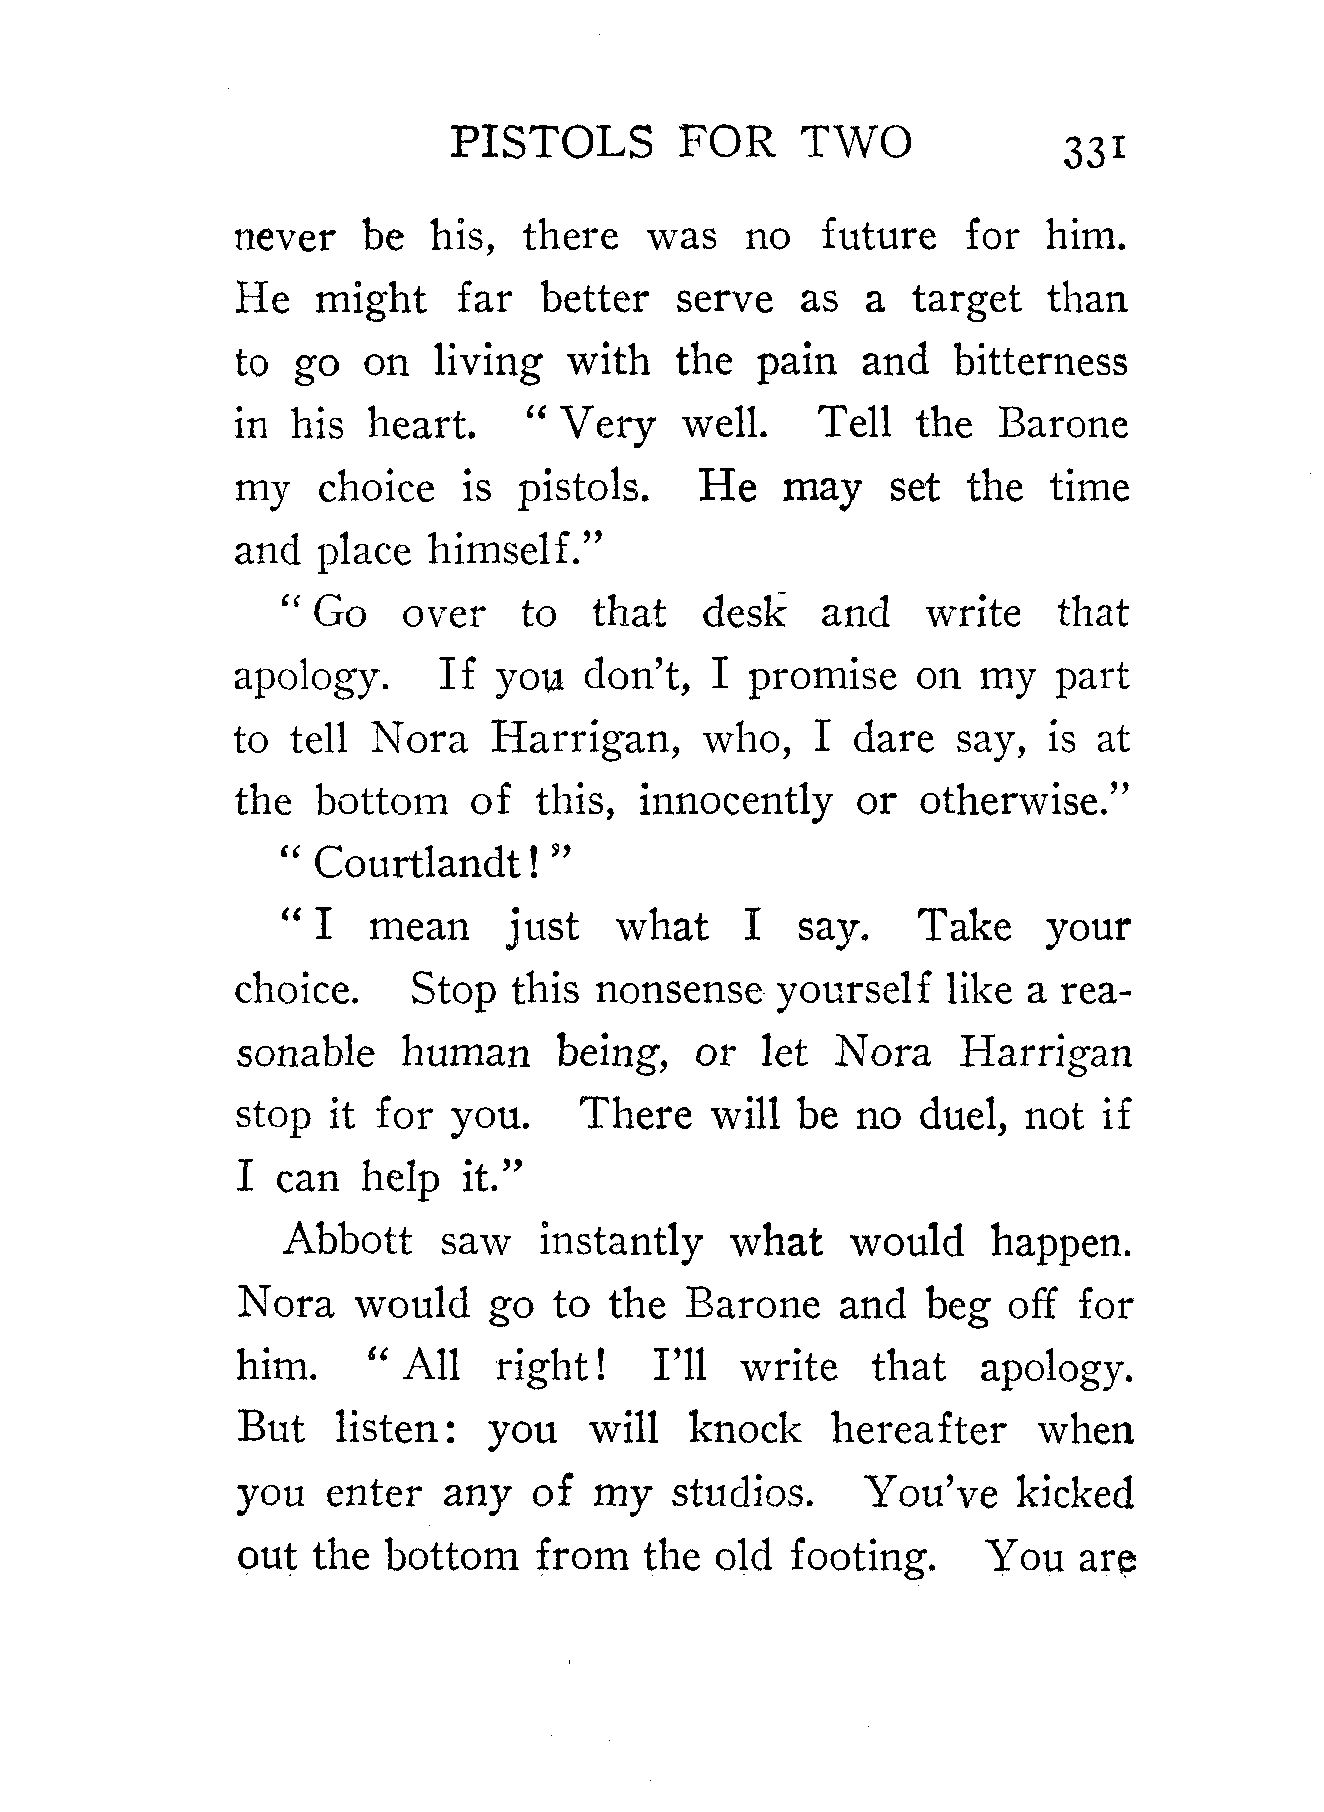 PISTOLS FOR TWO 331
never be his, there was no future for him.
He might far better serve as a target than
to go on living with the pain and bitterness
in his heart. “ Very well. Tell the Barone
my choice is pistols. He may set the time
and place himself.”
“ Go over to that desk and write that
apology. If you don’t, I promise on my part
to tell Nora Harrigan, who, I dare say, is at
the bottom of this, innocently or otherwise.”
“ Courtlandt! ”
“ I mean just what I say. Take your
choice. Stop this nonsense yourself like a rea-
sonable human being, or let Nora Harrigan
stop it for you. There will be no duel, not if
I can help it.”
Abbott saw instantly what would happen.
Nora would go to the Barone and beg off for
him. “ All right! I’ll write that apology.
But listen: you will knock hereafter when
you enter any of my studios. You’ve kicked
out the bottom from the old footing. You are